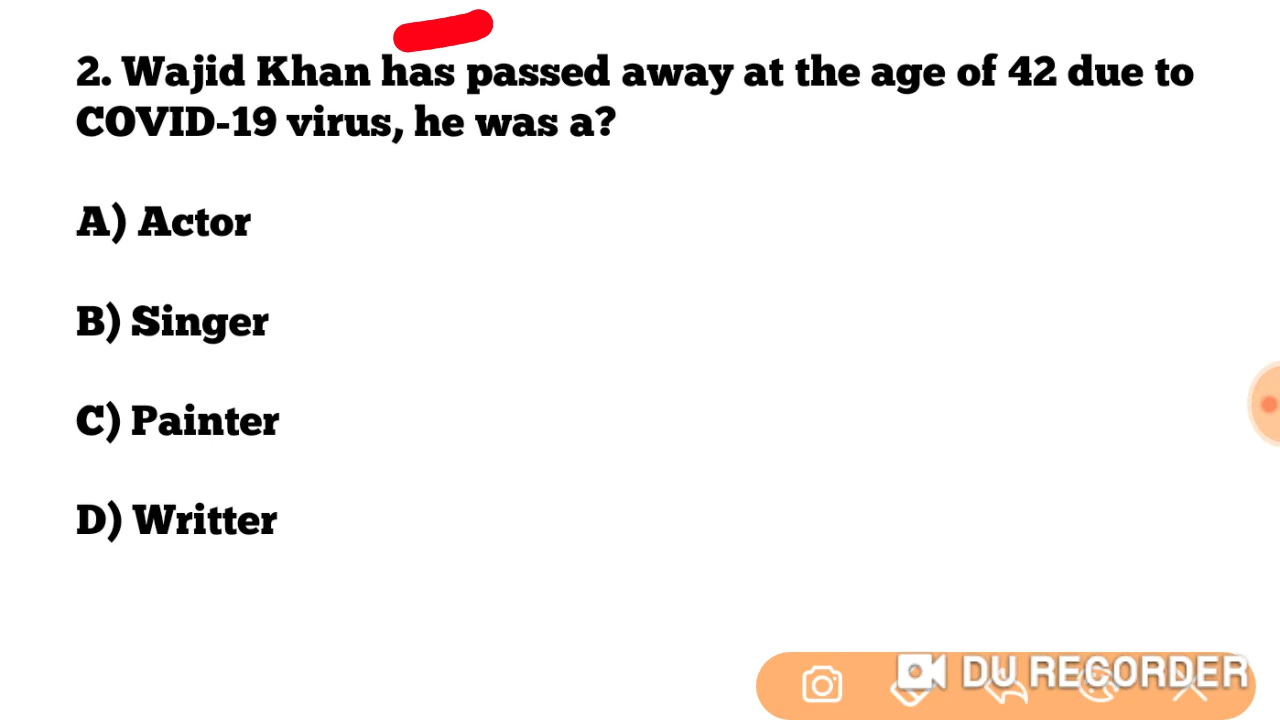 2. Wajid Khan has passed away at the age of 42 due to
COVID-19 virus, he was a?
A) Actor
B) Singer
C) Painter
D) Writter
DU RECORDER